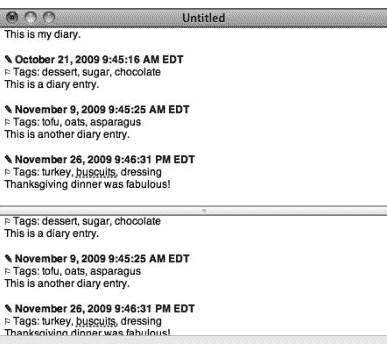 Untitled
This is my diary.
✎ October 21, 2009 9:45:16 AM EDT
⚐ Tags: dessert, sugar, chocolate
This is a diary entry.
✎ November 9, 2009 9:45:25 AM EDT
⚐ Tags: tofu, oats, asparagus
This is another diary entry.
✎ November 26, 2009 9:46:31 PM EDT
⚐ Tags: turkey, buscuits, dressing
Thanksgiving dinner was fabulous!
⚐ Tags: dessert, sugar, chocolate
This is a diary entry.
✎ November 9, 2009 9:45:25 AM EDT
⚐ Tags: tofu, oats, asparagus
This is another diary entry.
✎ November 26, 2009 9:46:31 PM EDT
⚐ Tags: turkey, buscuits, dressing
Thanksgiving dinner was fabulous!